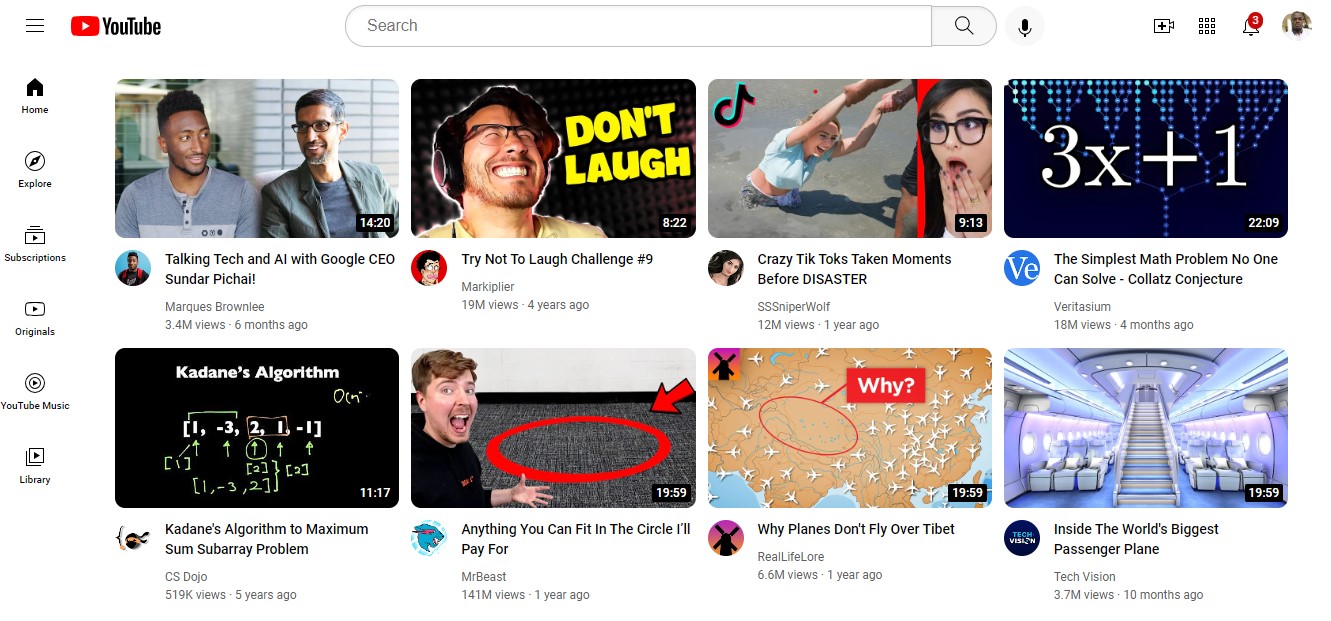 YouTube
Search
3
Home
Explore
Subscriptions
Originals
YouTube Music
Library
14:20
Talking Tech and AI with Google CEO
Sundar Pichai!
Marques Brownlee
3.4M views · 6 months ago
DON'T
LAUGH
8:22
Try Not To Laugh Challenge #9
Markiplier
19M views · 4 years ago
9:13
Crazy Tik Toks Taken Moments
Before DISASTER
SSSniperWolf
12M views · 1 year ago
3x+1
22:09
Ve
The Simplest Math Problem No One
Can Solve - Collatz Conjecture
Veritasium
18M views · 4 months ago
Kadane's Algorithm
[1, -3, 2, 1, -1]
[1] [2] [2]
[1,-3,2]
11:17
Kadane's Algorithm to Maximum
Sum Subarray Problem
CS Dojo
519K views · 5 years ago
19:59
Anything You Can Fit In The Circle I'll
Pay For
MrBeast
141M views · 1 year ago
Why?
19:59
Why Planes Don't Fly Over Tibet
RealLifeLore
6.6M views · 1 year ago
19:59
TECH
VISION
Inside The World's Biggest
Passenger Plane
Tech Vision
3.7M views · 10 months ago